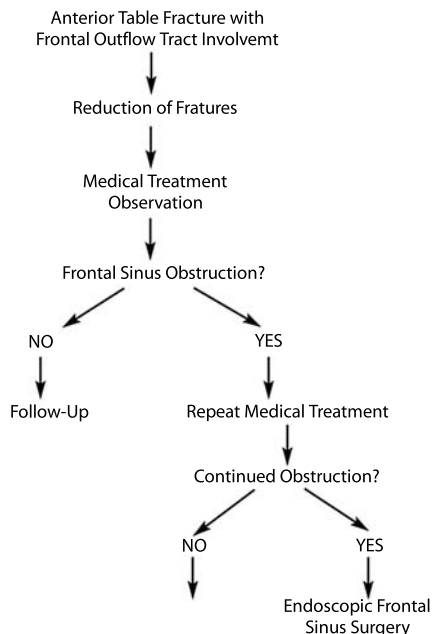 Anterior Table Fracture with
Frontal Outflow Tract Involvemt
Reduction of Fratures
Medical Treatment
Observation
Frontal Sinus Obstruction?
NO
YES
Follow-Up
Repeat Medical Treatment
Continued Obstruction?
NO
YES
Endoscopic Frontal
Sinus Surgery